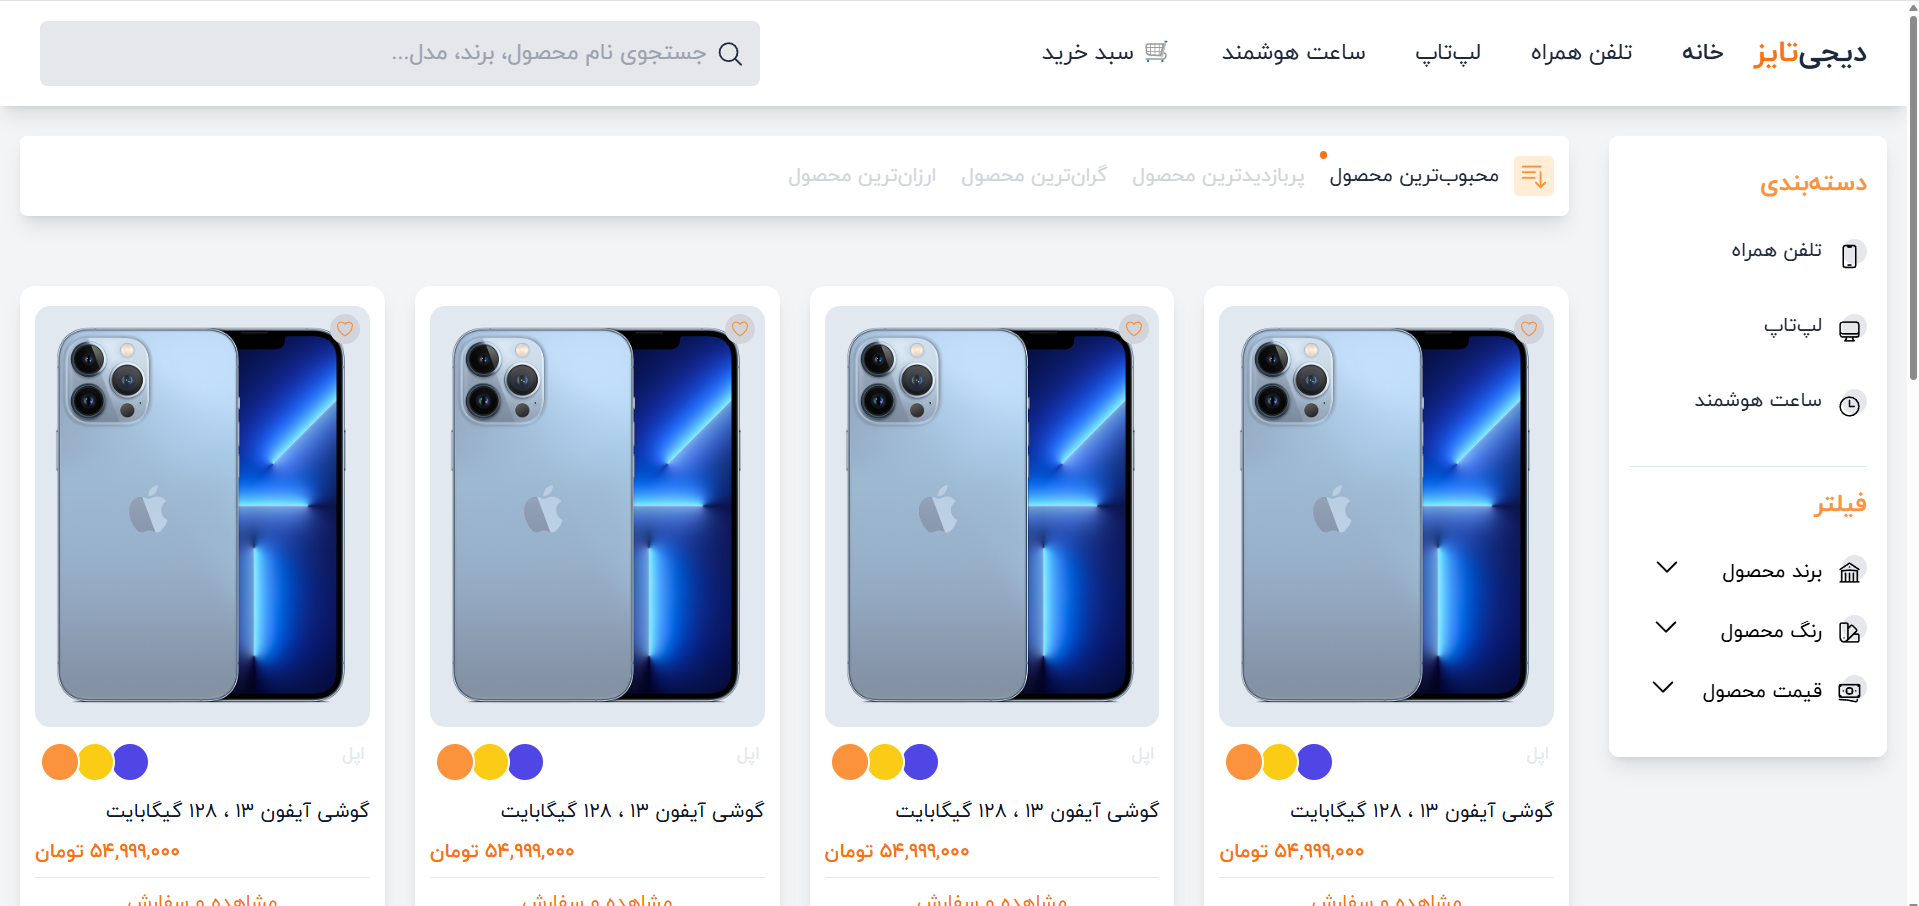 دیجی‌تایز
خانه
تلفن همراه
لپ‌تاپ
ساعت هوشمند
سبد خرید
جستجوی نام محصول، برند، مدل...
دسته‌بندی
تلفن همراه
لپ‌تاپ
ساعت هوشمند
فیلتر
برند محصول
رنگ محصول
قیمت محصول
محبوب‌ترین محصول
پربازدیدترین محصول
گران‌ترین محصول
ارزان‌ترین محصول
اپل
گوشی آیفون ۱۳ ، ۱۲۸ گیگابایت
۵۴,۹۹۹,۰۰۰ تومان
مشاهده و سفارش
اپل
گوشی آیفون ۱۳ ، ۱۲۸ گیگابایت
۵۴,۹۹۹,۰۰۰ تومان
مشاهده و سفارش
اپل
گوشی آیفون ۱۳ ، ۱۲۸ گیگابایت
۵۴,۹۹۹,۰۰۰ تومان
مشاهده و سفارش
اپل
گوشی آیفون ۱۳ ، ۱۲۸ گیگابایت
۵۴,۹۹۹,۰۰۰ تومان
مشاهده و سفارش